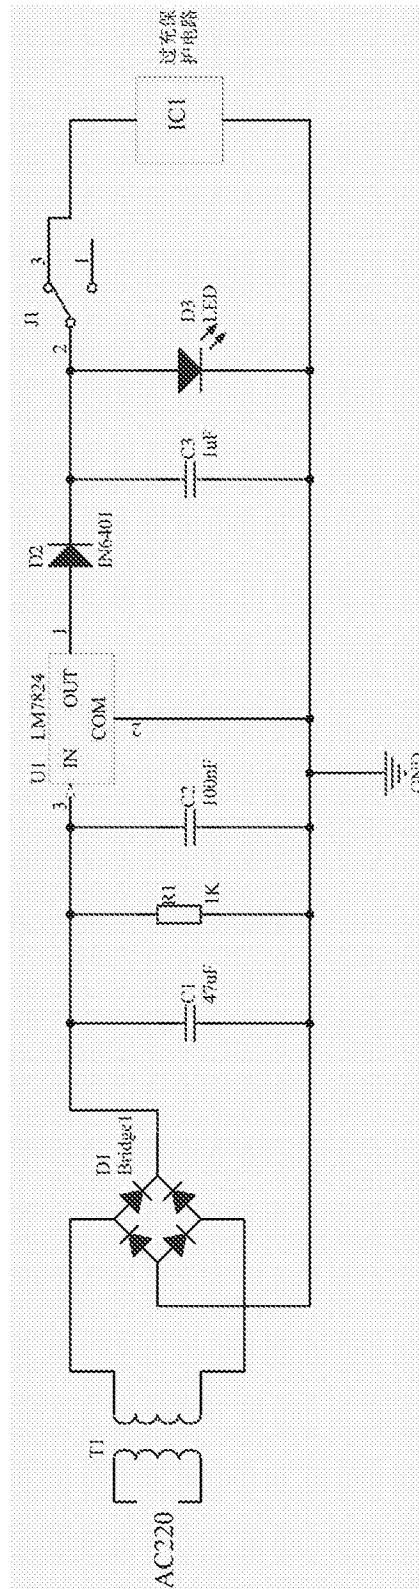 AC220
T1
D1
Bridge1
C1
47uF
R1
1K
C2
100nF
GND
U1
LM7824
3
IN
OUT
COM
2
1
D2
IN6401
C3
1uF
D3
LED
2
J1
3
1
IC1
过充保
护电路